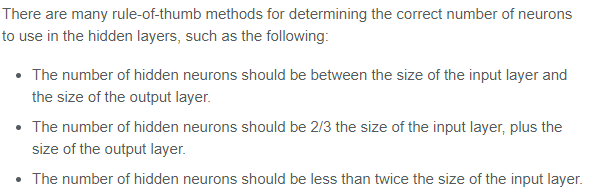 There are many rule-of-thumb methods for determining the correct number of neurons
to use in the hidden layers, such as the following:
• The number of hidden neurons should be between the size of the input layer and
the size of the output layer.
• The number of hidden neurons should be 2/3 the size of the input layer, plus the
size of the output layer.
• The number of hidden neurons should be less than twice the size of the input layer.